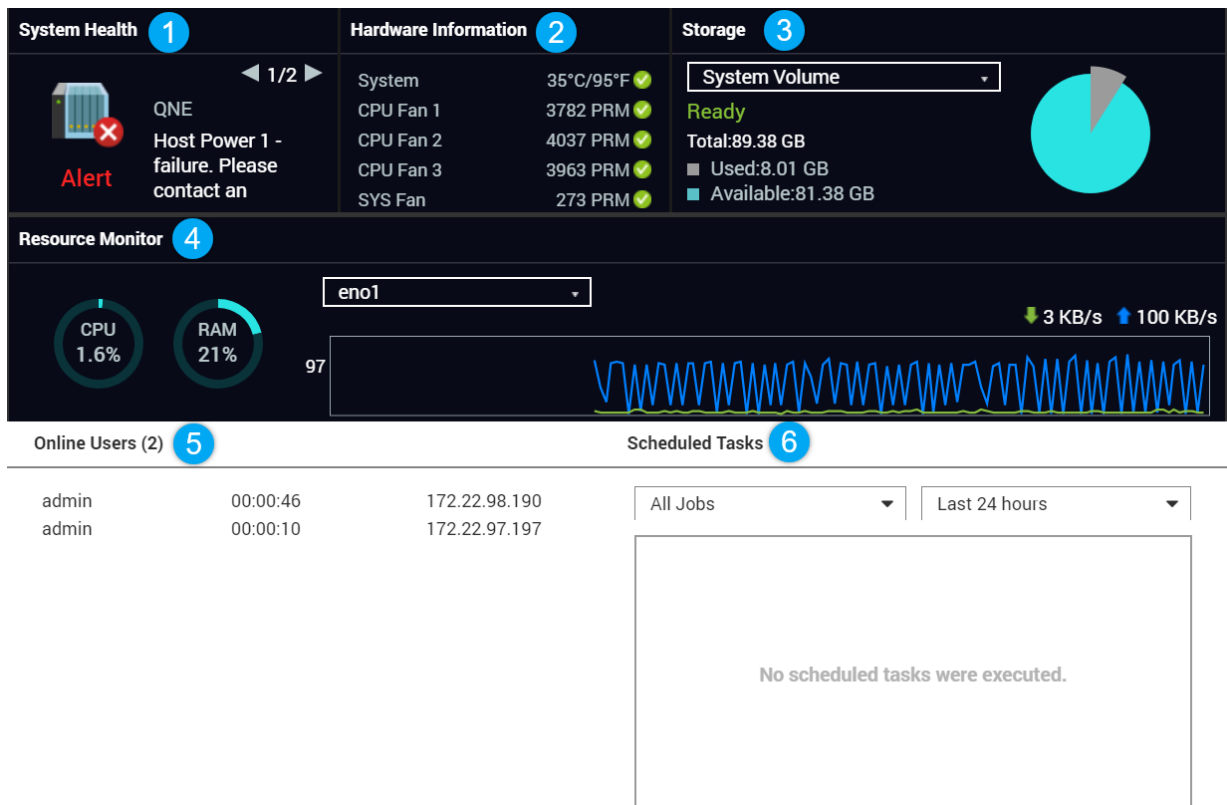 System Health 1
Hardware Information 2
Storage 3
1/2
QNE
Host Power 1 -
failure. Please
contact an
Alert
System 35°C/95°F
CPU Fan 1 3782 PRM
CPU Fan 2 4037 PRM
CPU Fan 3 3963 PRM
SYS Fan 273 PRM
System Volume
Ready
Total:89.38 GB
Used:8.01 GB
Available:81.38 GB
Resource Monitor 4
CPU
1.6%
RAM
21%
eno1
3 KB/s 100 KB/s
97
Online Users (2) 5
admin 00:00:46 172.22.98.190
admin 00:00:10 172.22.97.197
Scheduled Tasks 6
All Jobs Last 24 hours
No scheduled tasks were executed.